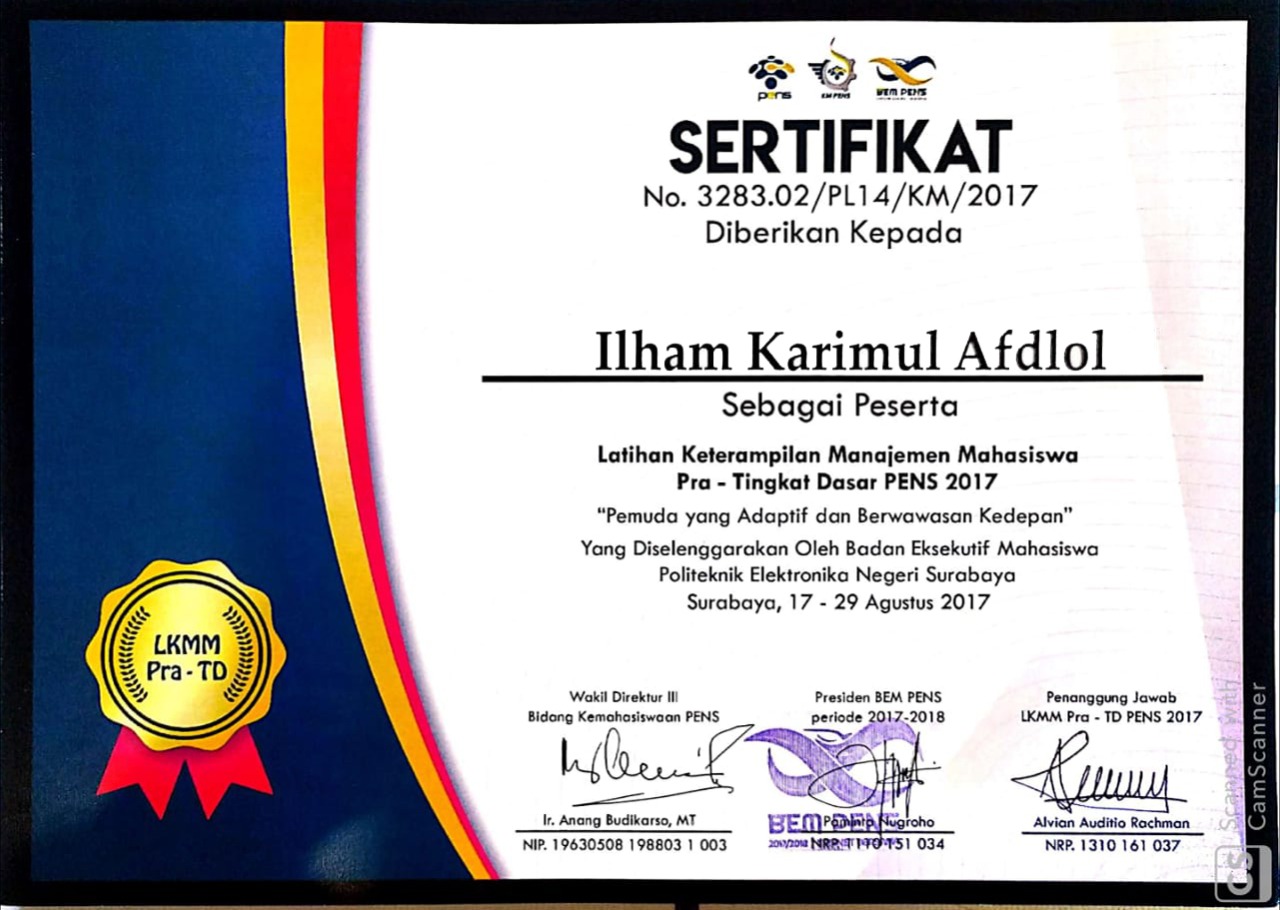 pens KM PENS BEM PENS
SERTIFIKAT
No. 3283.02/PL14/KM/2017
Diberikan Kepada
Ilham Karimul Afdlol
Sebagai Peserta
Latihan Keterampilan Manajemen Mahasiswa
Pra - Tingkat Dasar PENS 2017
“Pemuda yang Adaptif dan Berwawasan Kedepan”
Yang Diselenggarakan Oleh Badan Eksekutif Mahasiswa
Politeknik Elektronika Negeri Surabaya
Surabaya, 17 - 29 Agustus 2017
LKMM
Pra - TD
Wakil Direktur III
Bidang Kemahasiswaan PENS
Ir. Anang Budikarso, MT
NIP. 19630508 198803 1 003
Presiden BEM PENS
periode 2017-2018
BEM PENS
2017/2018
Nugroho
034
Penanggung Jawab
LKMM Pra - TD PENS 2017
Alvian Auditio Rachman
NRP. 1310 161 037
CS Scanned with
CamScanner